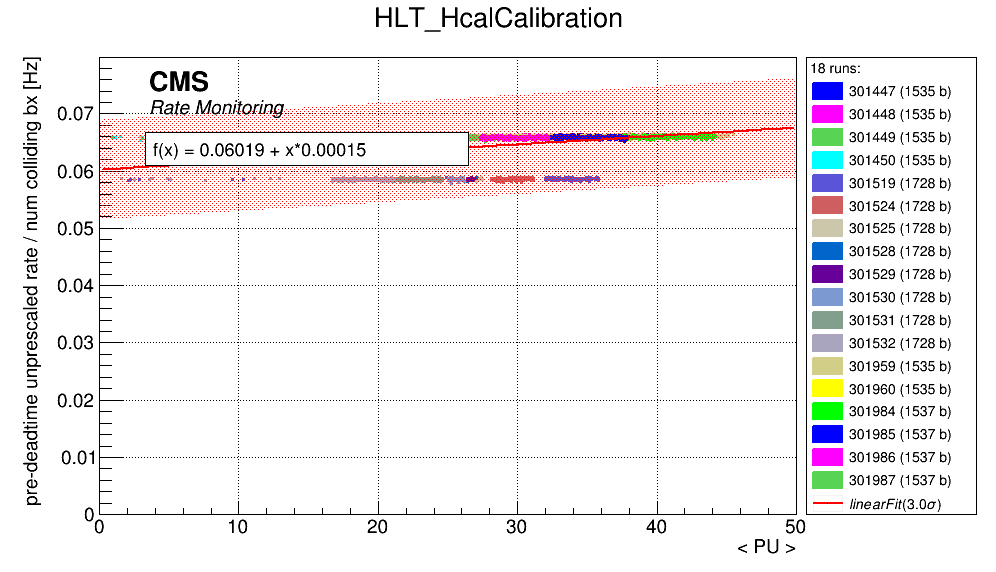 HLT_HcalCalibration
pre-deadtime unprescaled rate / num colliding bx [Hz]
CMS
Rate Monitoring
f(x) = 0.06019 + x*0.00015
0.07
0.06
0.05
0.04
0.03
0.02
0.01
0
0 10 20 30 40 50
< PU >
18 runs:
301447 (1535 b)
301448 (1535 b)
301449 (1535 b)
301450 (1535 b)
301519 (1728 b)
301524 (1728 b)
301525 (1728 b)
301528 (1728 b)
301529 (1728 b)
301530 (1728 b)
301531 (1728 b)
301532 (1728 b)
301959 (1535 b)
301960 (1535 b)
301984 (1537 b)
301985 (1537 b)
301986 (1537 b)
301987 (1537 b)
linearFit(3.0σ)